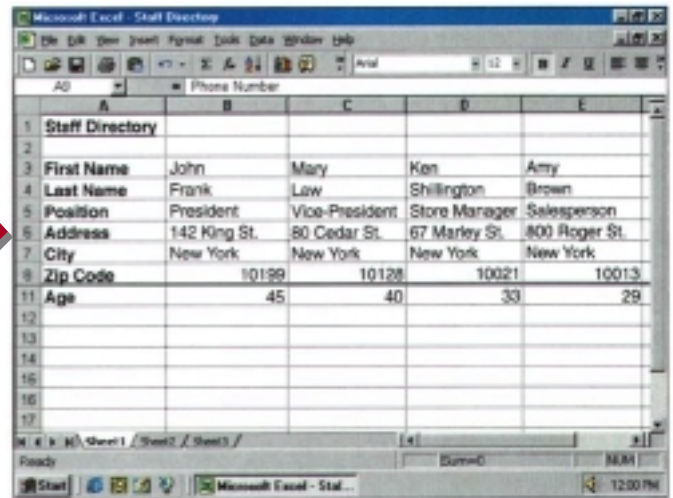 Microsoft Excel - Staff Directory
File Edit View Insert Format Tools Data Window Help
Arial 12 B I U
A9 = Phone Number
A B C D E
1 Staff Directory
2
3 First Name John Mary Ken Amy
4 Last Name Frank Law Shillington Brown
5 Position President Vice-President Store Manager Salesperson
6 Address 142 King St. 80 Cedar St. 67 Marley St. 800 Roger St.
7 City New York New York New York New York
8 Zip Code 10199 10128 10021 10013
11 Age 45 40 33 29
12
13
14
15
16
17
Sheet1 / Sheet2 / Sheet3 /
Ready Sum=0 NUM
Start Microsoft Excel - Staf... 12:00 PM